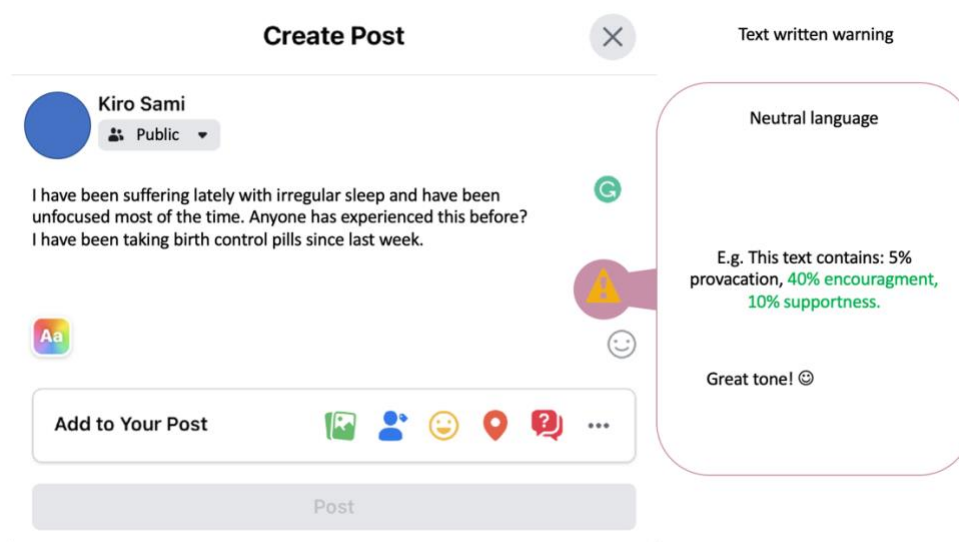 Create Post
Text written warning
Kiro Sami
Public
I have been suffering lately with irregular sleep and have been
unfocused most of the time. Anyone has experienced this before?
I have been taking birth control pills since last week.
Aa
Add to Your Post
Post
Neutral language
E.g. This text contains: 5%
provacation, 40% encouragment,
10% supportness.
Great tone! ☺